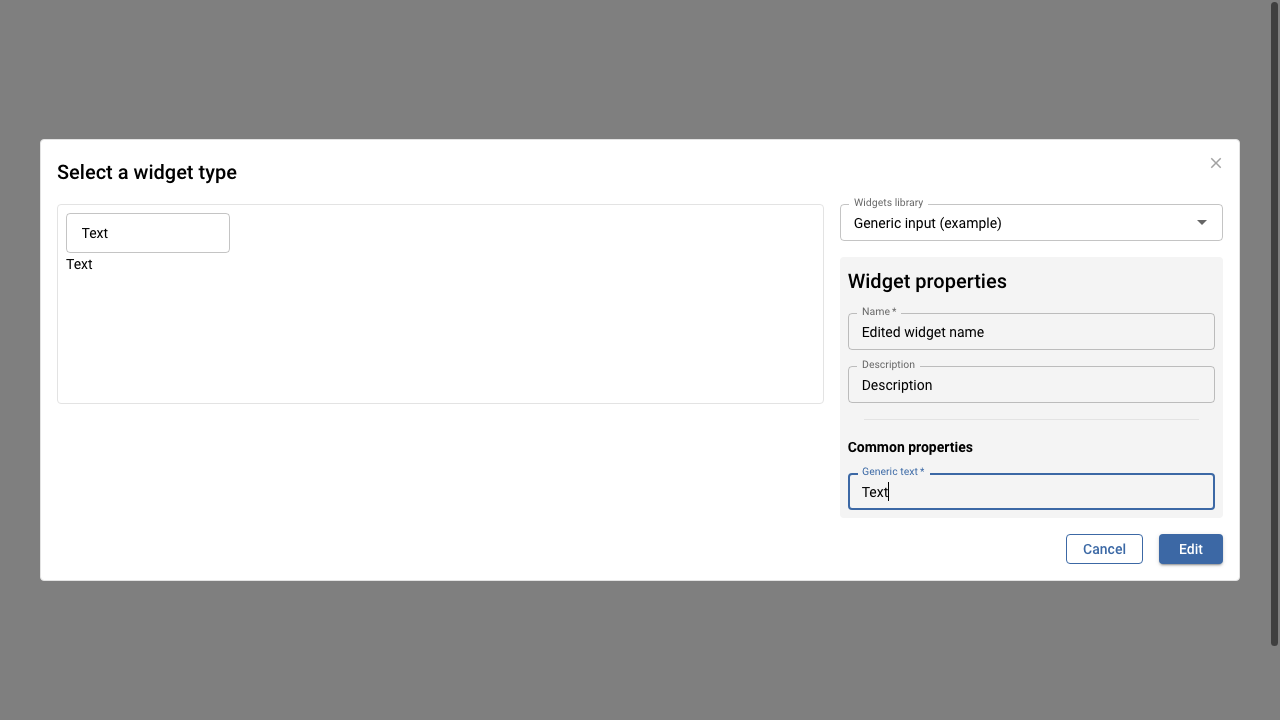 Select a widget type
Text
Text
Widgets library
Generic input (example)
Widget properties
Name *
Edited widget name
Description
Description
Common properties
Generic text *
Text
Cancel
Edit